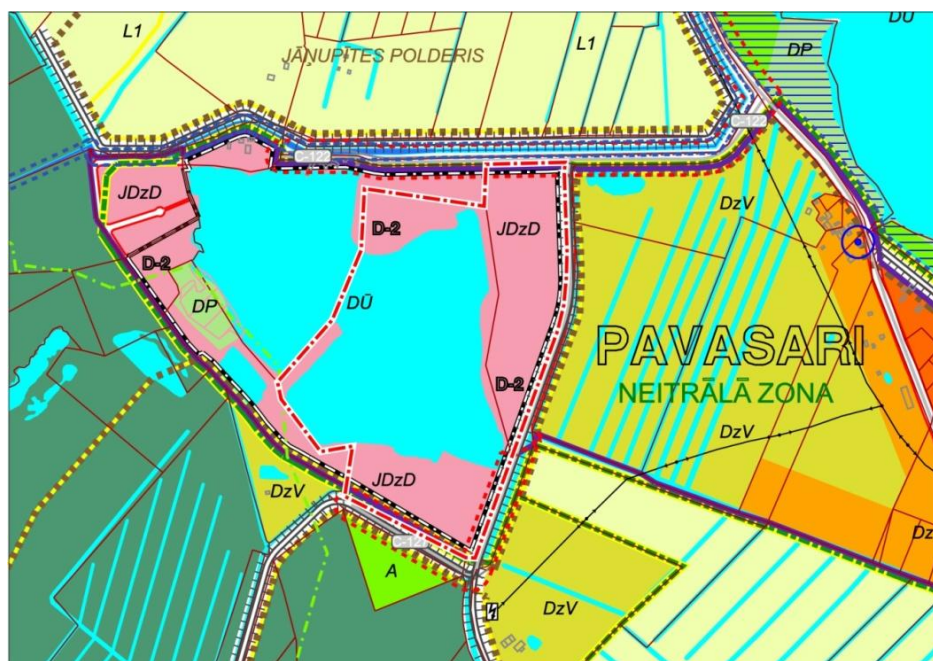 L1
JĀNUPĪTES POLDERIS
L1
DŪ
DP
C-122
C-122
JDzD
DzV
D-2
JDzD
D-2
DP
DŪ
PAVASARI
NEITRĀLĀ ZONA
D-2
DzV
JDzD
DzV
C-121
A
DzV